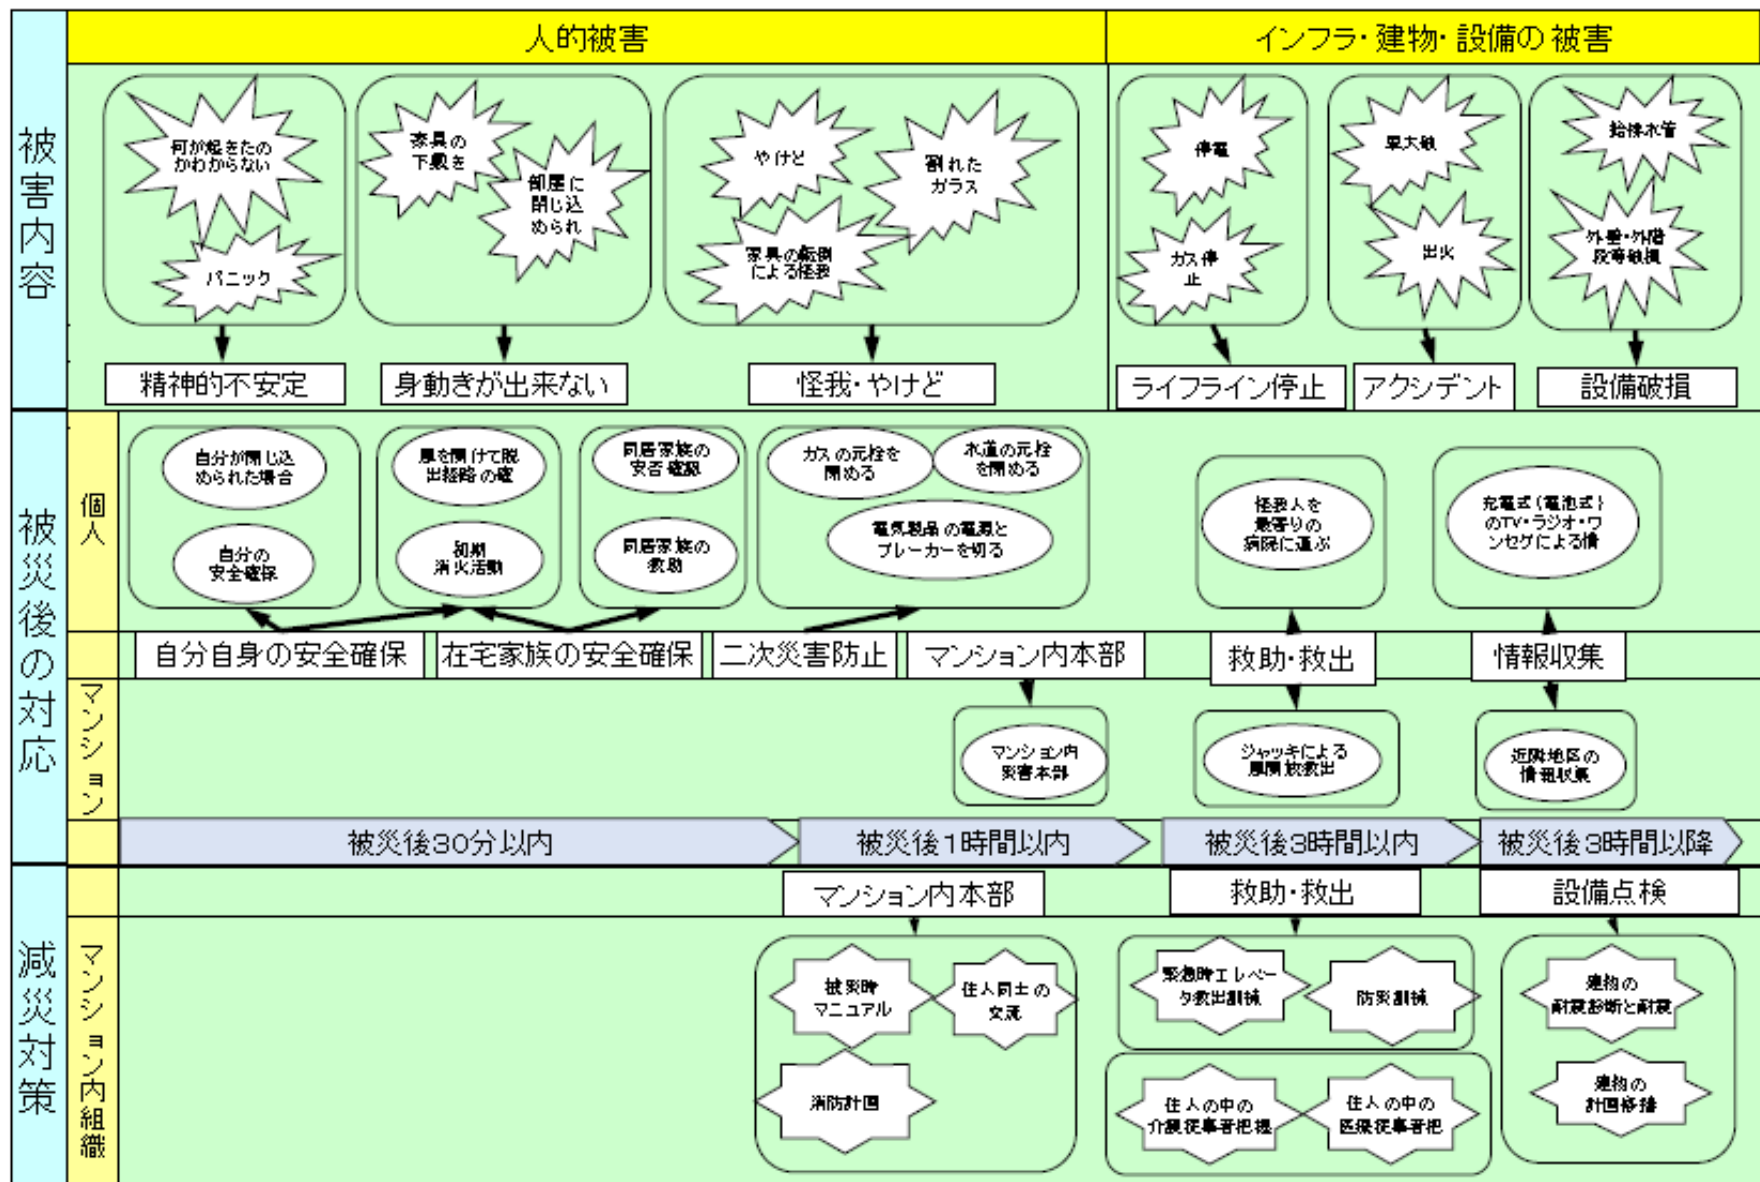 人的被害
インフラ・建物・設備の被害
被害内容
何が起きたの
かわからない
パニック
家具の
下敷き
部屋に
閉じ込
められ
やけど
割れた
ガラス
家具の転倒
による怪我
停電
ガス停
止
出火
給排水管
外壁・外階
段等破損
精神的不安定
身動きが出来ない
怪我・やけど
ライフライン停止
アクシデント
設備破損
被災後の対応
個人
自分が閉じ込
められた場合
自分の
安全確保
扉を開けて脱
出経路の確
初期
消火活動
同居家族の
安否確認
同居家族の
救助
ガスの元栓を
閉める
水道の元栓
を閉める
電気製品の電源と
ブレーカーを切る
怪我人を
最寄りの
病院に運ぶ
充電式(電池式)
のTV・ラジオ・ワ
ンセグによる情
自分自身の安全確保
在宅家族の安全確保
二次災害防止
マンション内本部
救助・救出
情報収集
マンション
マンション内
災害本部
ジャッキによる
扉開放救出
近隣地区の
情報収集
被災後30分以内
被災後1時間以内
被災後3時間以内
被災後3時間以降
減災対策
マンション内組織
マンション内本部
救助・救出
設備点検
被災時
マニュアル
住人同士の
交流
消防計画
緊急時エレベー
タ救出訓練
防災訓練
住人の中の
介護従事者把握
住人の中の
医療従事者把
建物の
耐震診断と耐震
建物の
計画修繕